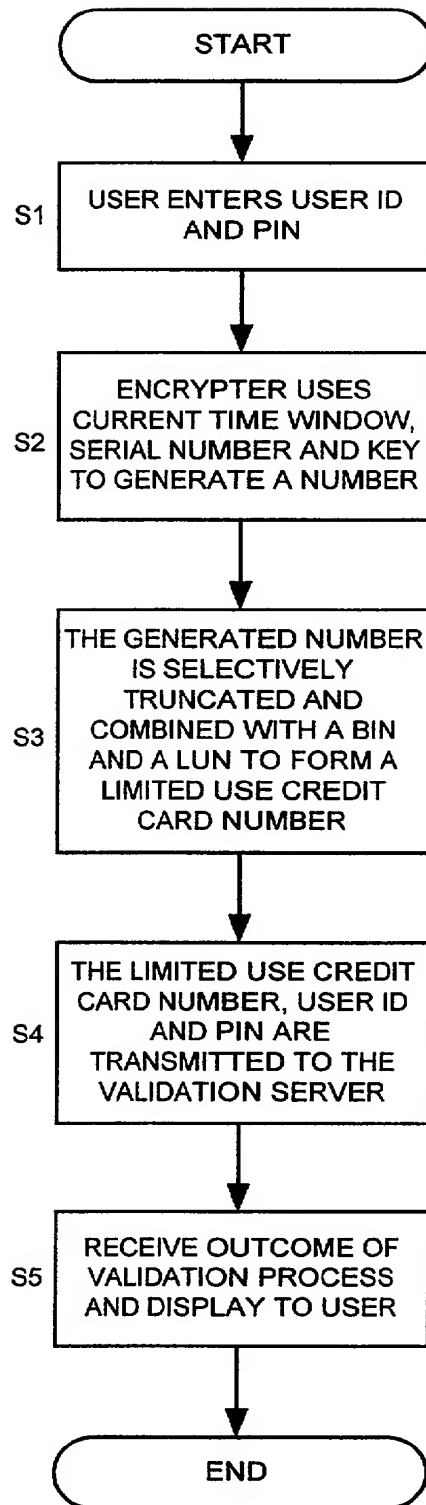 START
S1
USER ENTERS USER ID
AND PIN
S2
ENCRYPTER USES
CURRENT TIME WINDOW,
SERIAL NUMBER AND KEY
TO GENERATE A NUMBER
S3
THE GENERATED NUMBER
IS SELECTIVELY
TRUNCATED AND
COMBINED WITH A BIN
AND A LUN TO FORM A
LIMITED USE CREDIT
CARD NUMBER
S4
THE LIMITED USE CREDIT
CARD NUMBER, USER ID
AND PIN ARE
TRANSMITTED TO THE
VALIDATION SERVER
S5
RECEIVE OUTCOME OF
VALIDATION PROCESS
AND DISPLAY TO USER
END